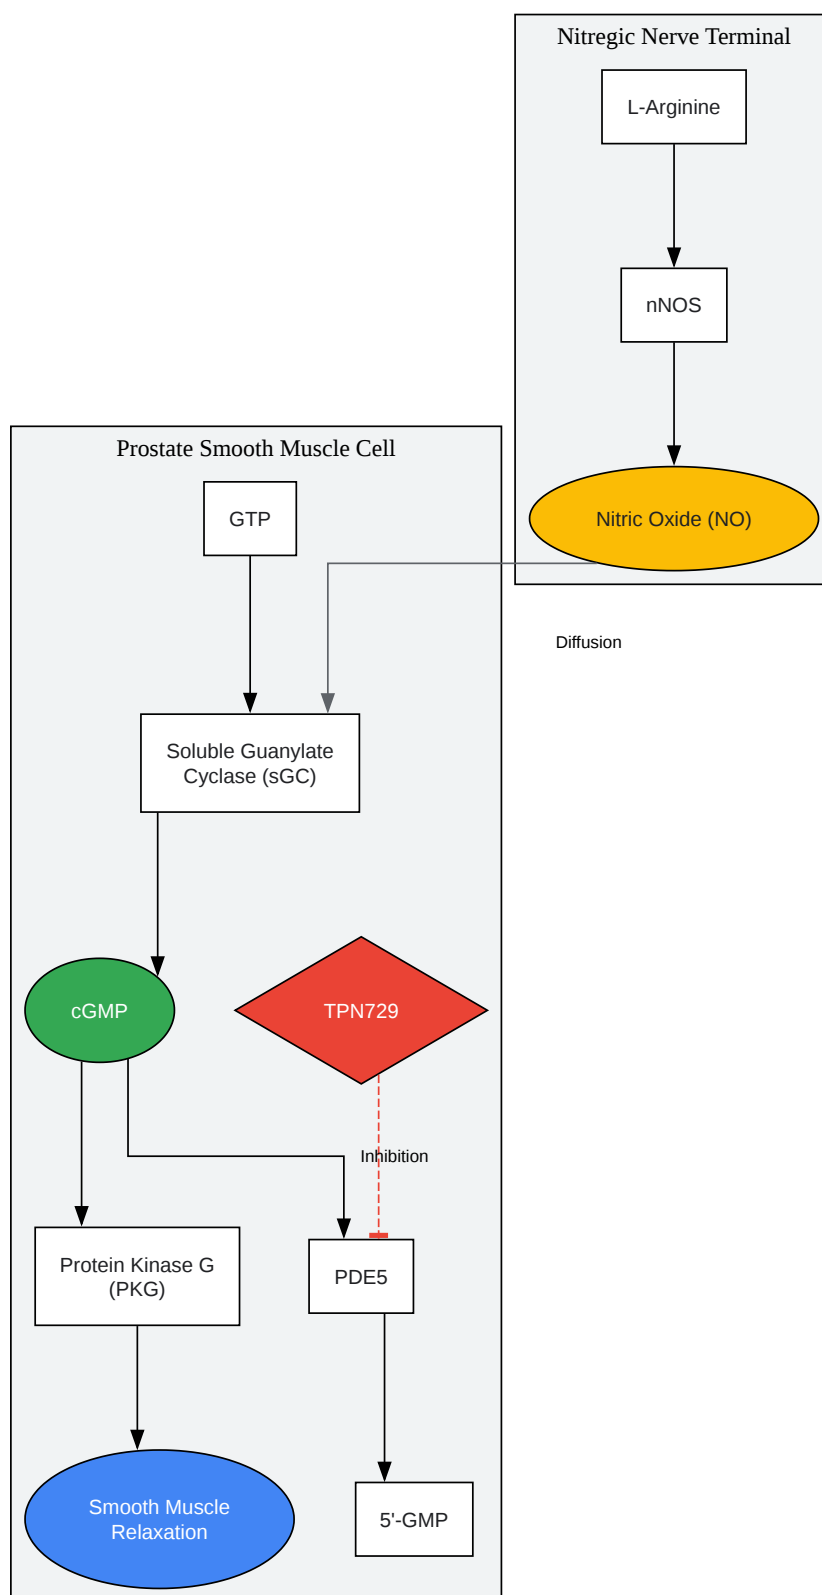 Nitregic Nerve Terminal
L-Arginine
nNOS
Nitric Oxide (NO)
Diffusion
Prostate Smooth Muscle Cell
GTP
Soluble Guanylate
Cyclase (sGC)
cGMP
TPN729
Inhibition
Protein Kinase G
(PKG)
PDE5
Smooth Muscle
Relaxation
5'-GMP